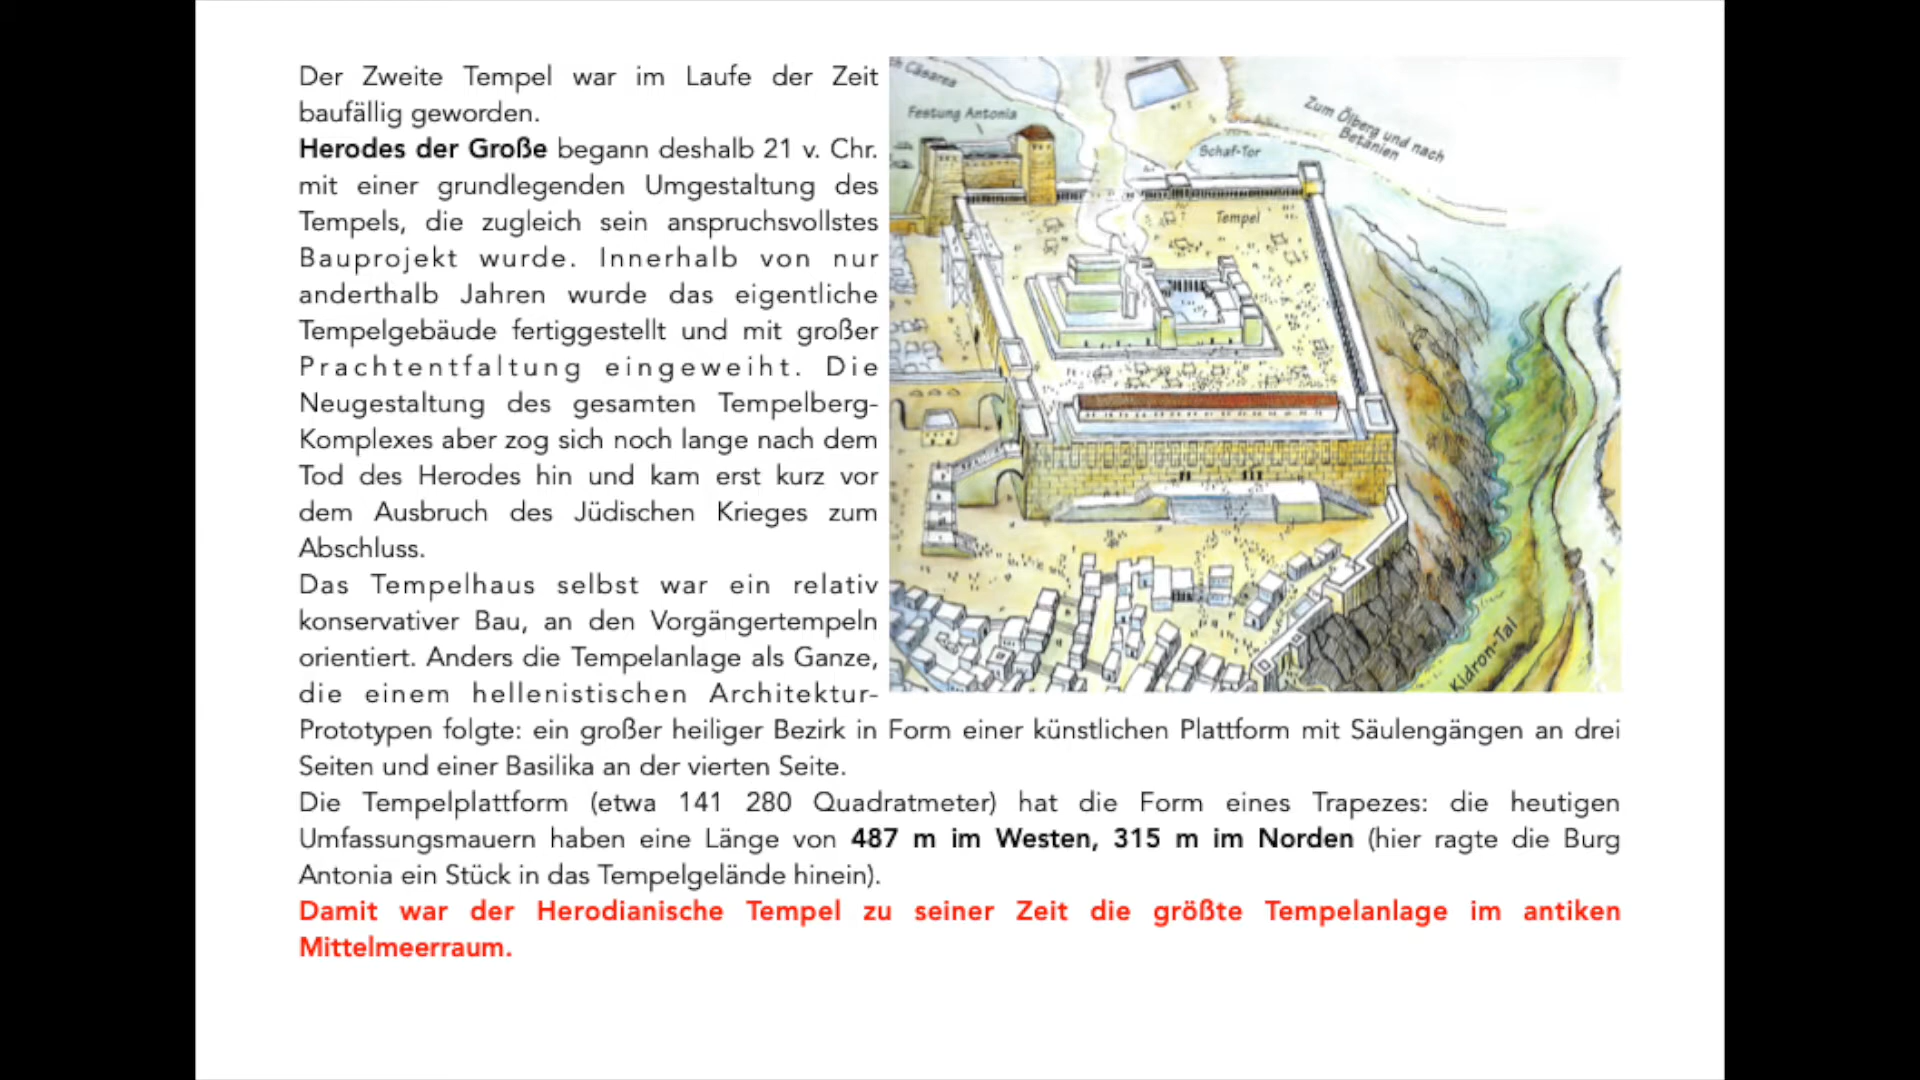 Der Zweite Tempel war im Laufe der Zeit
baufällig geworden.
Herodes der Große begann deshalb 21 v. Chr.
mit einer grundlegenden Umgestaltung des
Tempels, die zugleich sein anspruchsvollstes
Bauprojekt wurde. Innerhalb von nur
anderthalb Jahren wurde das eigentliche
Tempelgebäude fertiggestellt und mit großer
Prachtentfaltung eingeweiht. Die
Neugestaltung des gesamten Tempelberg-
Komplexes aber zog sich noch lange nach dem
Tod des Herodes hin und kam erst kurz vor
dem Ausbruch des Jüdischen Krieges zum
Abschluss.
Das Tempelhaus selbst war ein relativ
konservativer Bau, an den Vorgängertempeln
orientiert. Anders die Tempelanlage als Ganze,
die einem hellenistischen Architektur-
Prototypen folgte: ein großer heiliger Bezirk in Form einer künstlichen Plattform mit Säulengängen an drei
Seiten und einer Basilika an der vierten Seite.
Die Tempelplattform (etwa 141 280 Quadratmeter) hat die Form eines Trapezes: die heutigen
Umfassungsmauern haben eine Länge von 487 m im Westen, 315 m im Norden (hier ragte die Burg
Antonia ein Stück in das Tempelgelände hinein).
Damit war der Herodianische Tempel zu seiner Zeit die größte Tempelanlage im antiken
Mittelmeerraum.
h Cäsarea
Festung Antonia
Zum Ölberg und nach
Betanien
Schaf-Tor
Tempel
Kidron-Tal